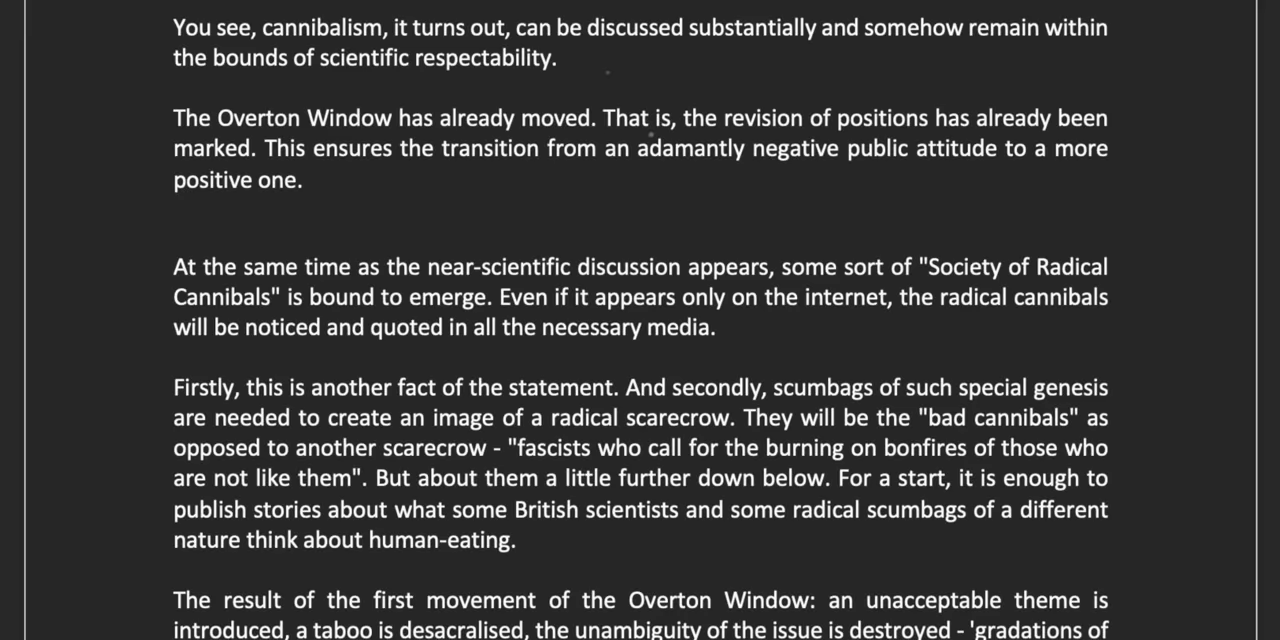 You see, cannibalism, it turns out, can be discussed substantially and somehow remain within
the bounds of scientific respectability.
The Overton Window has already moved. That is, the revision of positions has already been
marked. This ensures the transition from an adamantly negative public attitude to a more
positive one.
At the same time as the near-scientific discussion appears, some sort of "Society of Radical
Cannibals" is bound to emerge. Even if it appears only on the internet, the radical cannibals
will be noticed and quoted in all the necessary media.
Firstly, this is another fact of the statement. And secondly, scumbags of such special genesis
are needed to create an image of a radical scarecrow. They will be the "bad cannibals" as
opposed to another scarecrow - "fascists who call for the burning on bonfires of those who
are not like them". But about them a little further down below. For a start, it is enough to
publish stories about what some British scientists and some radical scumbags of a different
nature think about human-eating.
The result of the first movement of the Overton Window: an unacceptable theme is
introduced, a taboo is desacralised, the unambiguity of the issue is destroyed - 'gradations of